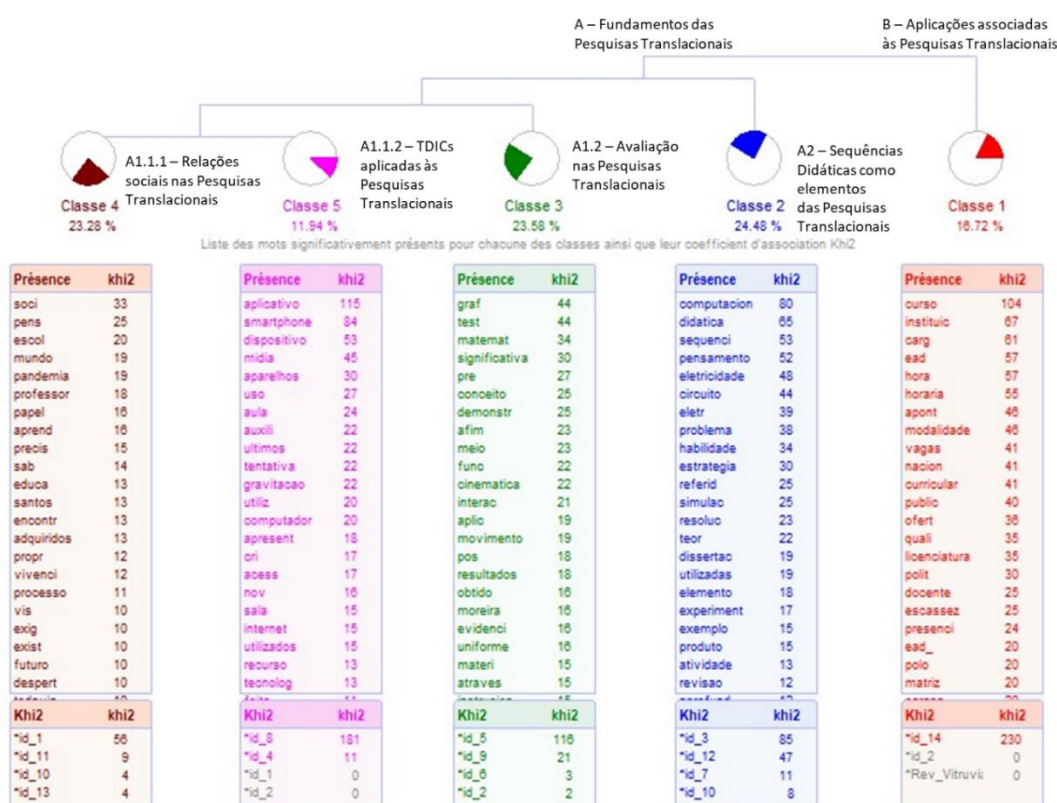 A – Fundamentos das
Pesquisas Translacionais
B – Aplicações associadas
às Pesquisas Translacionais
A1.1.1 – Relações
sociais nas Pesquisas
Translacionais
A1.1.2 – TDICs
aplicadas às
Pesquisas
Translacionais
A1.2 – Avaliação
nas Pesquisas
Translacionais
A2 – Sequências
Didáticas como
elementos
das Pesquisas
Translacionais
Classe 4
23.28 %
Classe 5
11.94 %
Classe 3
23.58 %
Classe 2
24.48 %
Classe 1
16.72 %
Liste des mots significativement présents pour chacune des classes ainsi que leur coefficient d'association Khi2
Présence khi2
soci 33
pens 25
escol 20
mundo 19
pandemia 19
professor 18
papel 16
aprend 16
precis 15
sab 14
educa 13
santos 13
encontr 13
adquiridos 13
propr 12
vivenci 12
processo 11
vis 10
exig 10
exist 10
futuro 10
despert 10
Khi2 khi2
*id_1 56
*id_11 9
*id_10 4
*id_13 4
Présence khi2
aplicativo 115
smartphone 84
dispositivo 53
midia 45
aparelhos 30
uso 27
aula 24
auxili 22
ultimos 22
tentativa 22
gravitacao 22
utiliz 20
computador 20
apresent 18
cri 17
acess 17
nov 16
sala 15
internet 15
utilizados 15
recurso 13
tecnolog 13
Khi2 khi2
*id_8 181
*id_4 11
*id_1 0
*id_2 0
Présence khi2
graf 44
test 44
matemat 34
significativa 30
pre 27
conceito 25
demonstr 25
afim 23
meio 23
func 22
cinematica 22
interac 21
aplic 19
movimento 19
pos 18
resultados 18
obtido 16
moreira 16
evidenci 16
uniforme 16
materi 15
atraves 15
Khi2 khi2
*id_5 116
*id_9 21
*id_6 3
*id_2 2
Présence khi2
computacion 80
didatica 65
sequenci 53
pensamento 52
eletricidade 48
circuito 44
eletr 39
problema 38
habilidade 34
estrategia 30
referid 25
simulac 25
resoluc 23
teor 22
dissertac 19
utilizadas 19
elemento 18
experiment 17
exemplo 15
produto 15
atividade 13
revisao 12
Khi2 khi2
*id_3 85
*id_12 47
*id_7 11
*id_10 8
Présence khi2
curso 104
instituic 67
carg 61
ead 57
hora 57
horaria 55
apont 46
modalidade 46
vagas 41
nacion 41
curricular 41
public 40
ofert 36
quali 35
licenciatura 35
polit 30
docente 25
escassez 25
presenci 24
ead_ 20
polo 20
matriz 20
Khi2 khi2
*id_14 230
*id_2 0
*Rev_Vitruvi 0